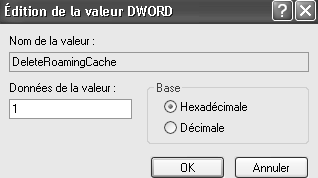 Édition de la valeur DWORD
Nom de la valeur :
DeleteRoamingCache
Données de la valeur :
1
Base
Hexadécimale
Décimale
OK
Annuler